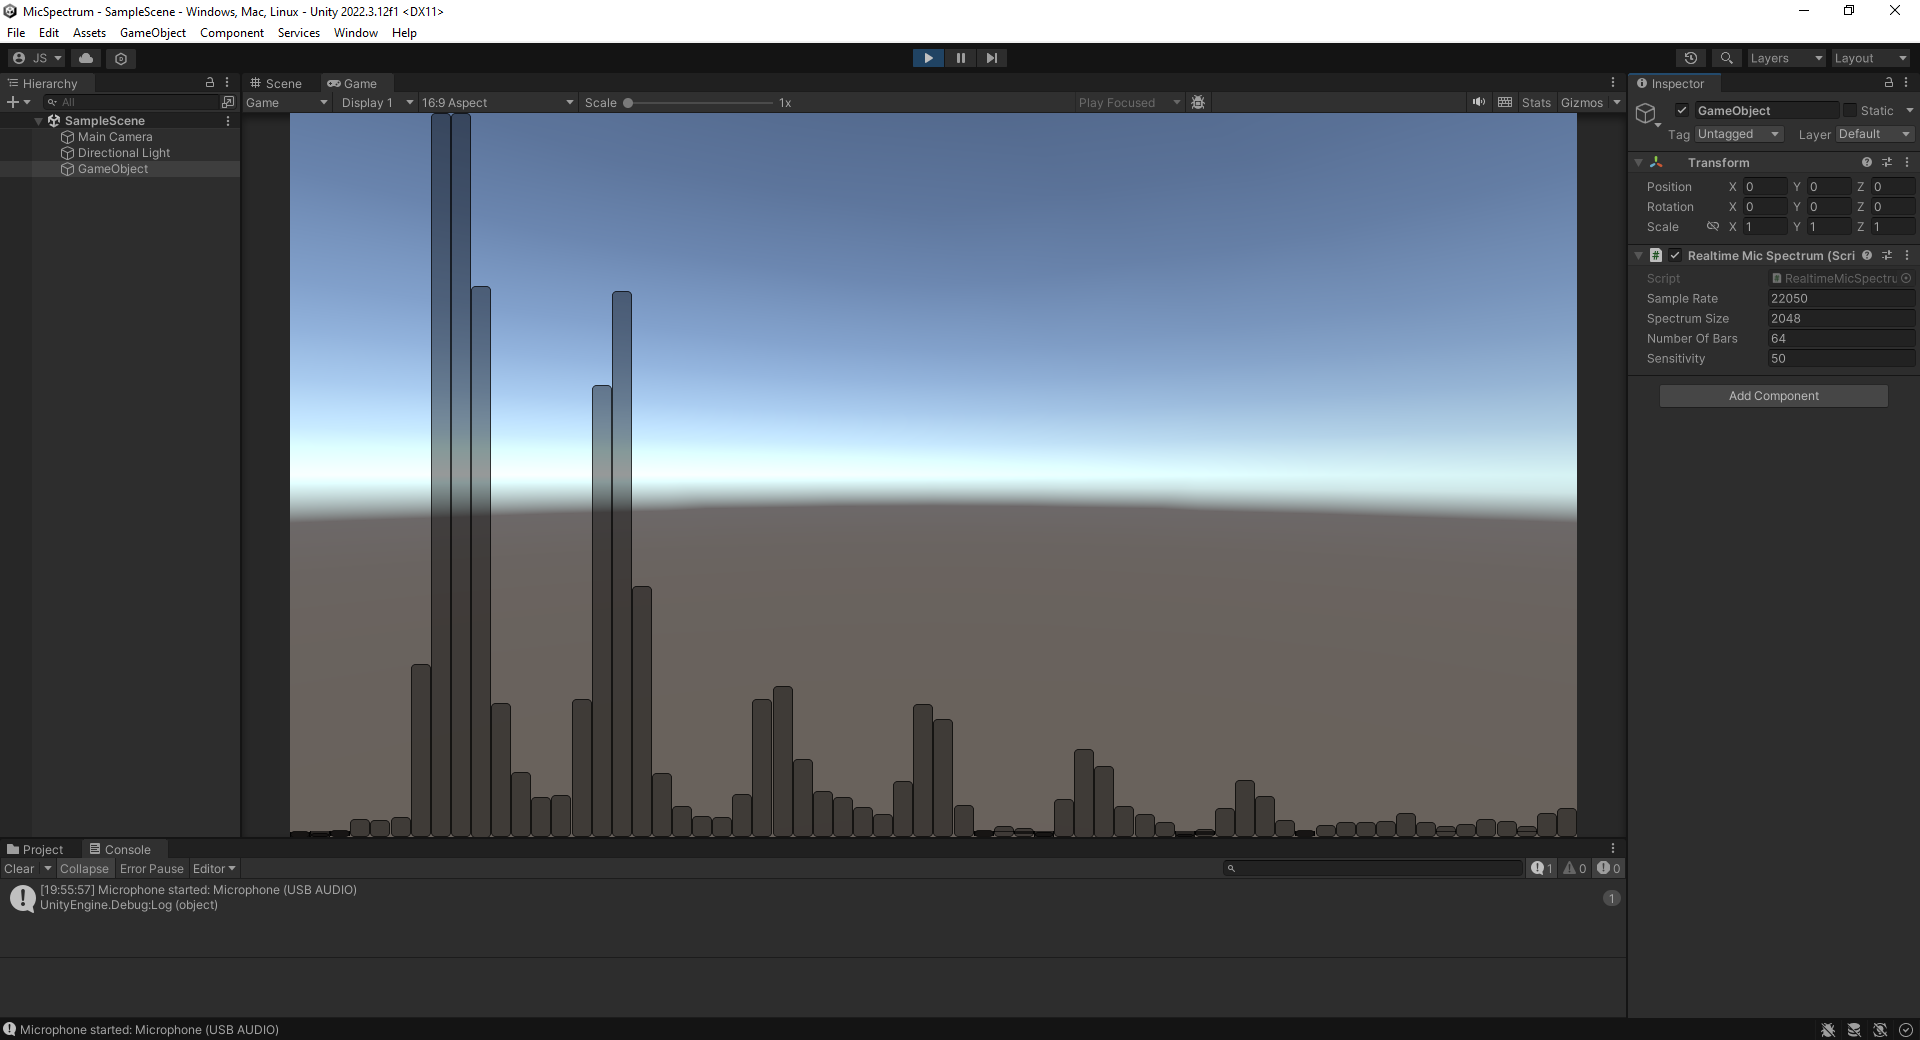 MicSpectrum - SampleScene - Windows, Mac, Linux - Unity 2022.3.12f1 <DX11>
File Edit Assets GameObject Component Services Window Help
JS Layers Layout
Hierarchy
All
SampleScene
Main Camera
Directional Light
GameObject
Scene Game
Game Display 1 16:9 Aspect Scale 1x Play Focused Stats Gizmos
Inspector
GameObject Static
Tag Untagged Layer Default
Transform
Position X 0 Y 0 Z 0
Rotation X 0 Y 0 Z 0
Scale X 1 Y 1 Z 1
# Realtime Mic Spectrum (Scri
Script RealtimeMicSpectru
Sample Rate 22050
Spectrum Size 2048
Number Of Bars 64
Sensitivity 50
Add Component
Project Console
Clear Collapse Error Pause Editor 1 0 0
[19:55:57] Microphone started: Microphone (USB AUDIO)
UnityEngine.Debug:Log (object)
1
Microphone started: Microphone (USB AUDIO)